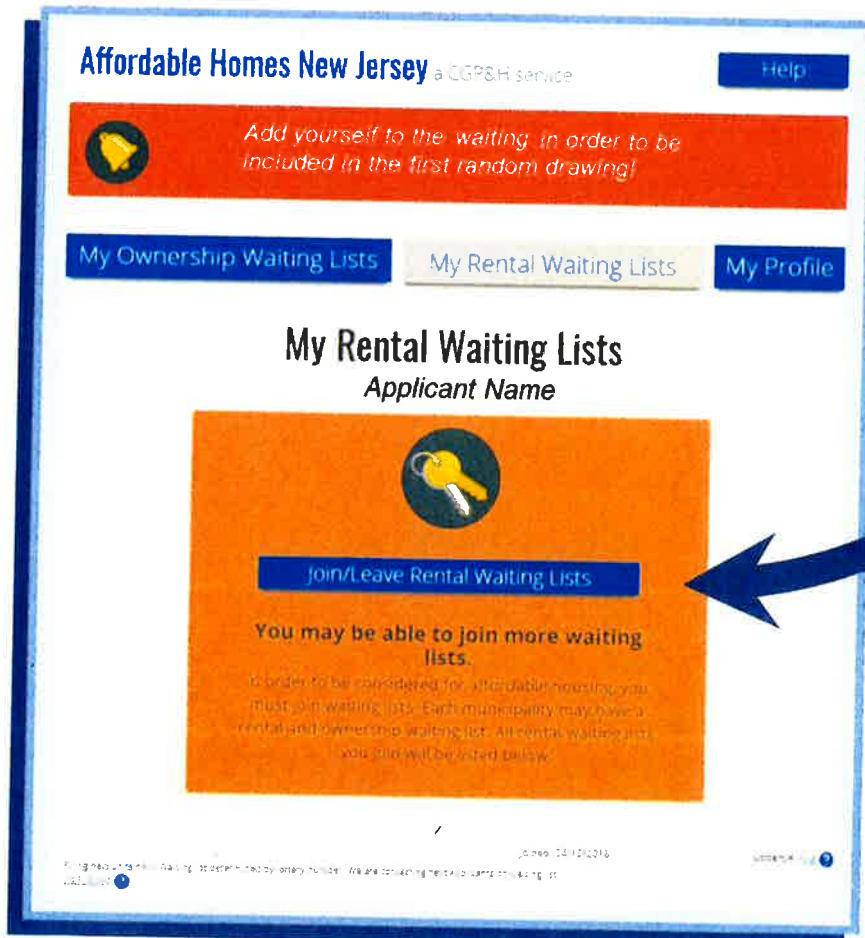 Affordable Homes New Jersey a CGP&H service
Help
Add yourself to the waiting in order to be
included in the first random drawing!
My Ownership Waiting Lists
My Rental Waiting Lists
My Profile
My Rental Waiting Lists
Applicant Name
Join/Leave Rental Waiting Lists
You may be able to join more waiting
lists.
In order to be considered for affordable housing, you
must join waiting lists. Each municipality may have a
rental and ownership waiting list. All rental waiting lists
you join will be listed below.